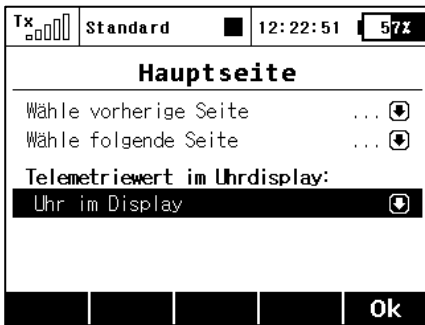 Tx Standard 12:22:51 57%
Hauptseite
Wähle vorherige Seite ...
Wähle folgende Seite ...
Telemetriewert im Uhrdisplay:
Uhr im Display
Ok